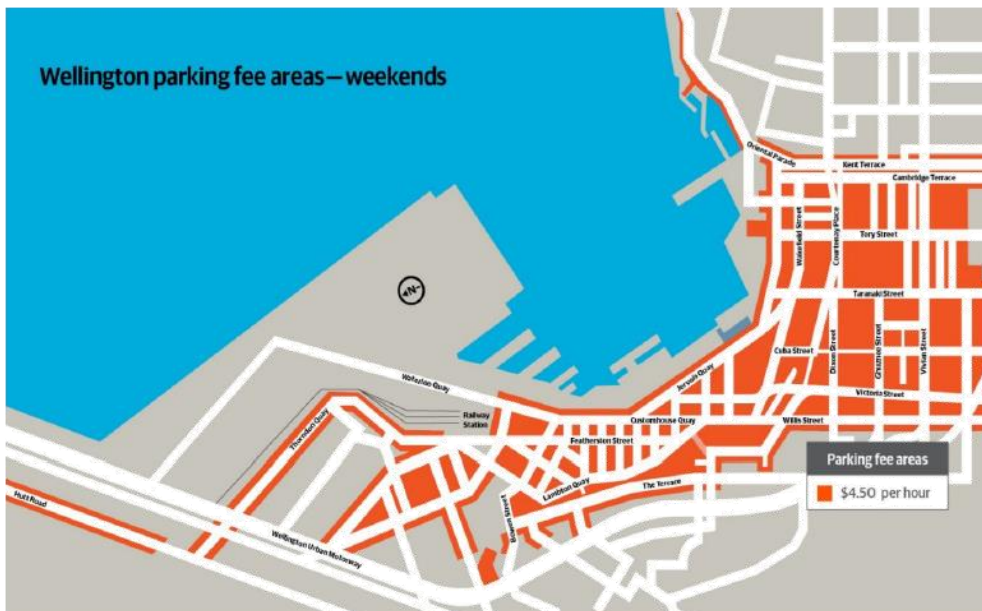 Wellington parking fee areas – weekends
Oriental Parade
Kent Terrace
Cambridge Terrace
Wakefield Street
Courtenay Place
Tory Street
Taranaki Street
Cuba Street
Dixon Street
Ghuznee Street
Vivian Street
Victoria Street
Jervois Quay
Customhouse Quay
Willis Street
N
Waterloo Quay
Railway
Station
Thorndon Quay
Featherston Street
Lambton Quay
The Terrace
Bowen Street
Hutt Road
Wellington Urban Motorway
Parking fee areas
$4.50 per hour